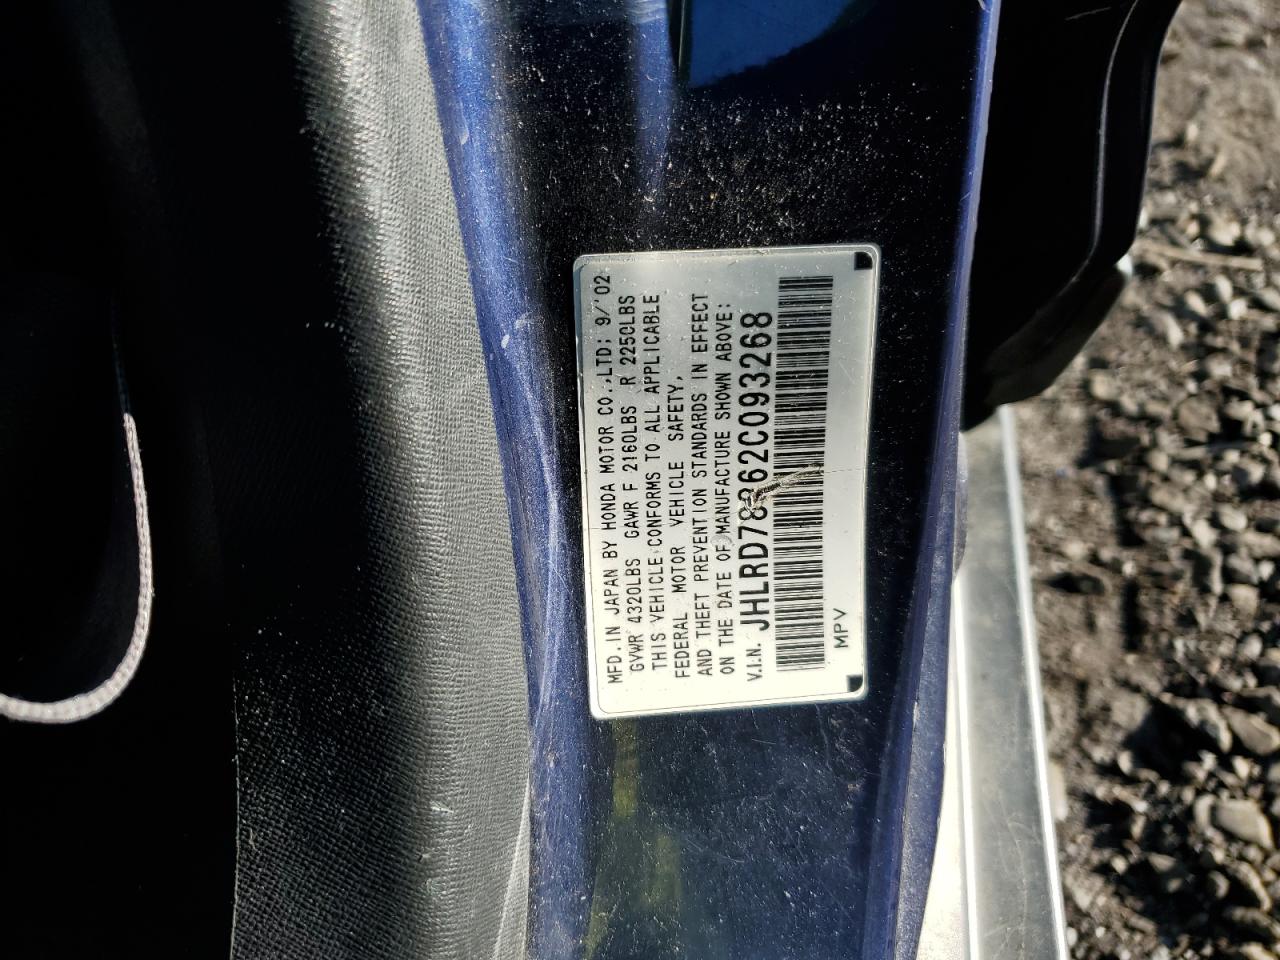 MFD.IN JAPAN BY HONDA MOTOR CO.,LTD; 9/'02
GVWR 4320LBS GAWR F 2160LBS R 2250LBS
THIS VEHICLE CONFORMS TO ALL APPLICABLE
FEDERAL MOTOR VEHICLE SAFETY,
AND THEFT PREVENTION STANDARDS IN EFFECT
ON THE DATE OF MANUFACTURE SHOWN ABOVE:
V.I.N. JHLRD78862C093268
MPV